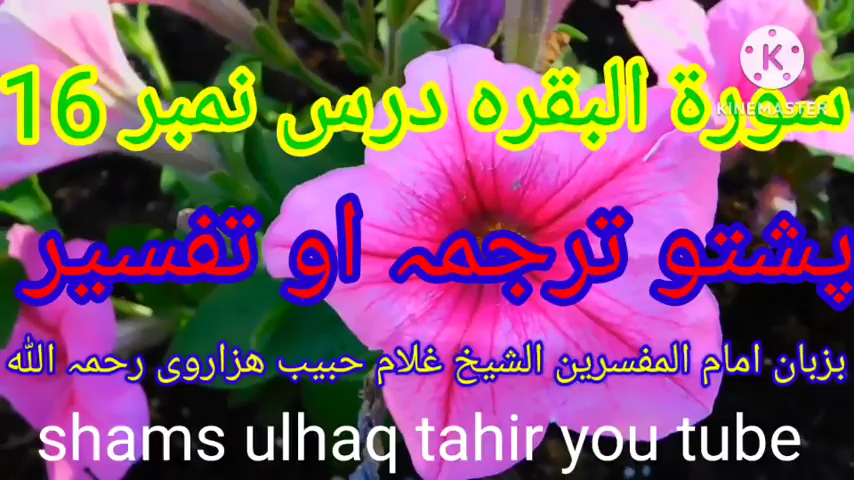 KINEMASTER
سورة البقره درس نمبر 16
پشتو ترجمہ او تفسیر
بزبان امام المفسرین الشیخ غلام حبیب هزاروی رحمہ اللہ
shams ulhaq tahir you tube